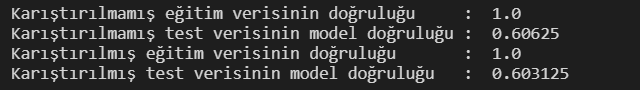 Karıştırılmamış eğitim verisinin doğruluğu     :  1.0
Karıştırılmamış test verisinin model doğruluğu :  0.60625
Karıştırılmış eğitim verisinin doğruluğu       :  1.0
Karıştırılmış test verisinin model doğruluğu   :  0.603125